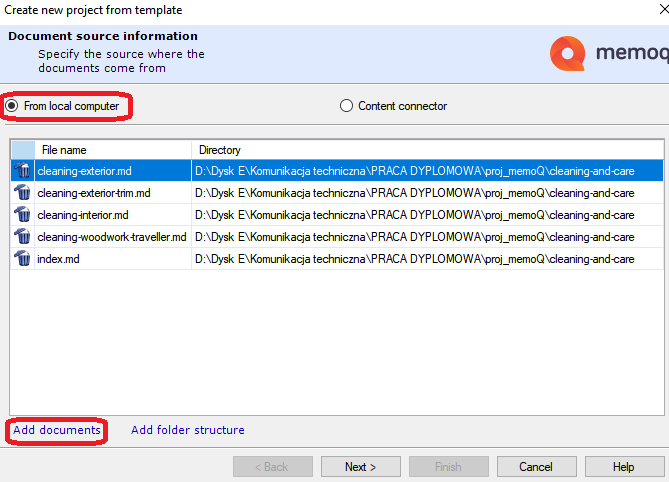 Create new project from template
Document source information
Specify the source where the
documents come from
memoQ
From local computer
Content connector
File name Directory
cleaning-exterior.md D:\Dysk E\Komunikacja techniczna\PRACA DYPLOMOWA\proj_memoQ\cleaning-and-care
cleaning-exterior-trim.md D:\Dysk E\Komunikacja techniczna\PRACA DYPLOMOWA\proj_memoQ\cleaning-and-care
cleaning-interior.md D:\Dysk E\Komunikacja techniczna\PRACA DYPLOMOWA\proj_memoQ\cleaning-and-care
cleaning-woodwork-traveller.md D:\Dysk E\Komunikacja techniczna\PRACA DYPLOMOWA\proj_memoQ\cleaning-and-care
index.md D:\Dysk E\Komunikacja techniczna\PRACA DYPLOMOWA\proj_memoQ\cleaning-and-care
Add documents Add folder structure
< Back Next > Finish Cancel Help